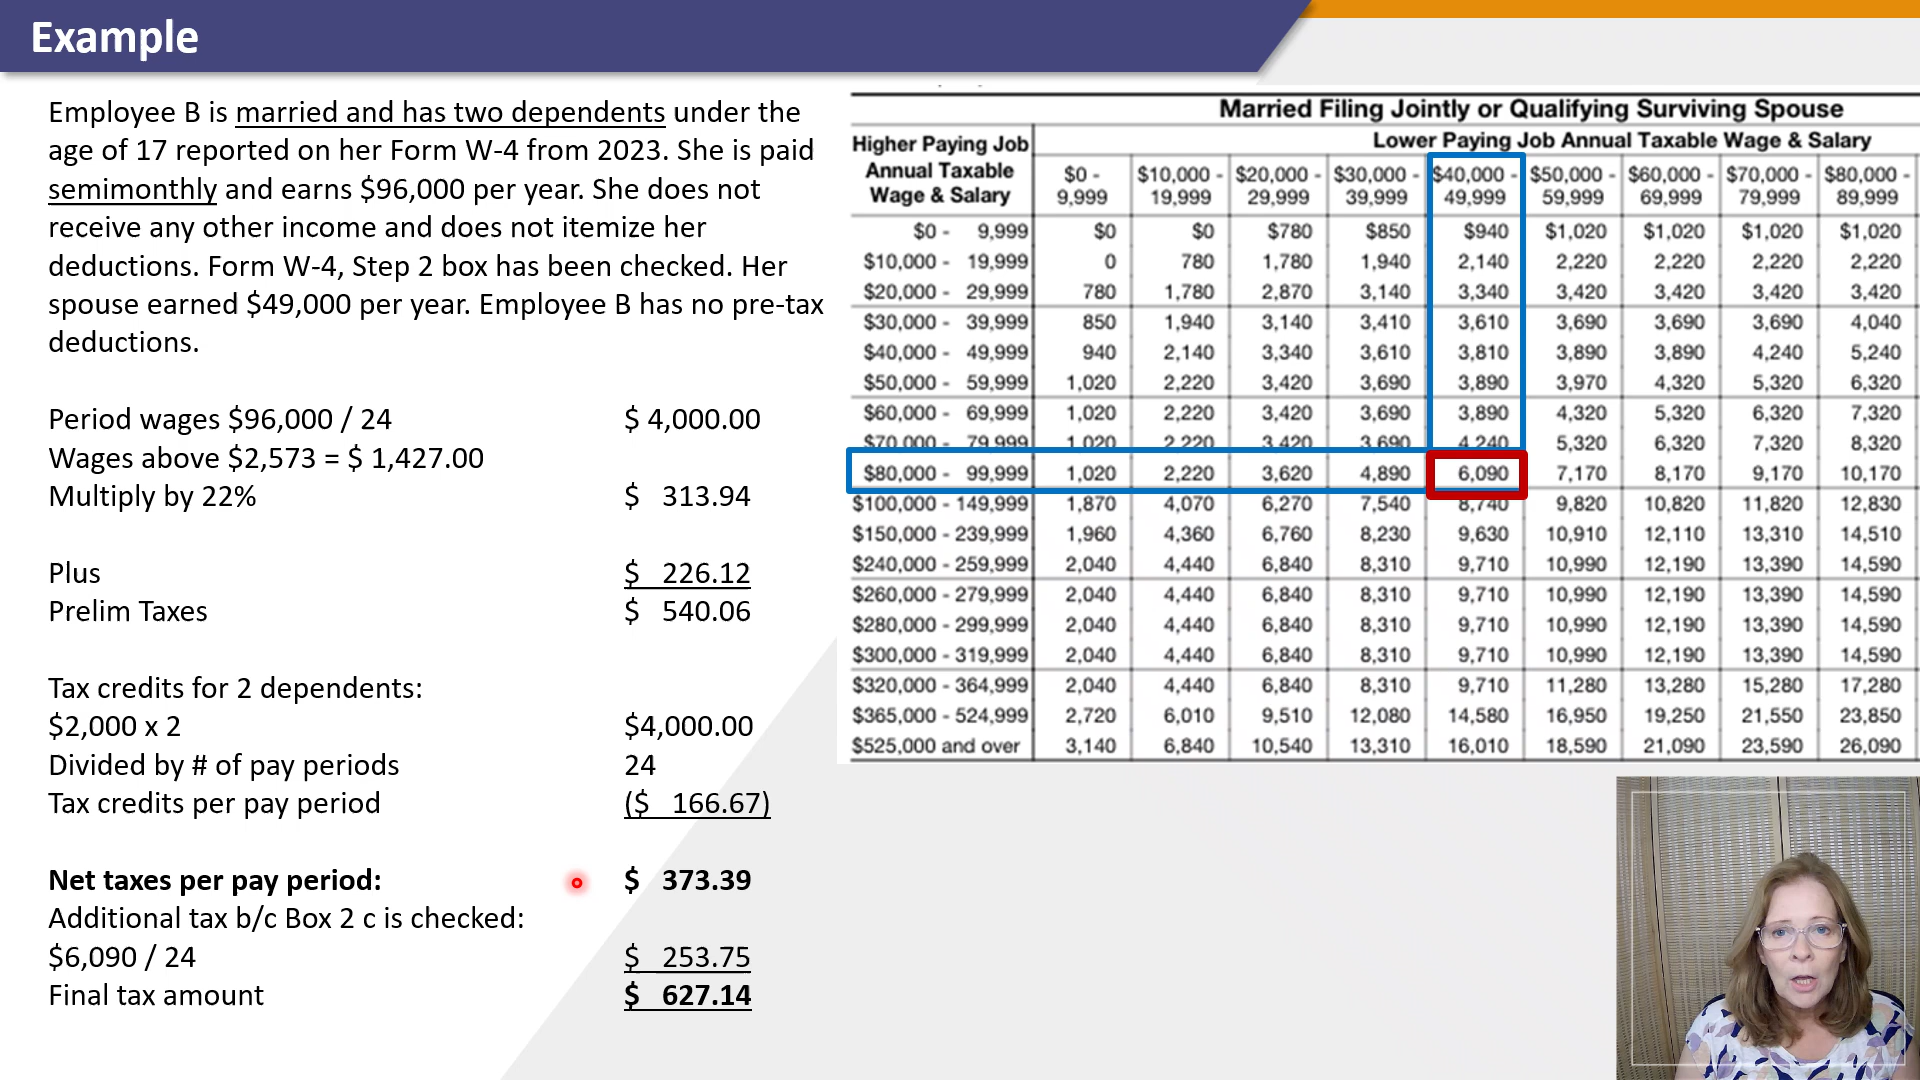 Example
Employee B is married and has two dependents under the
age of 17 reported on her Form W-4 from 2023. She is paid
semimonthly and earns $96,000 per year. She does not
receive any other income and does not itemize her
deductions. Form W-4, Step 2 box has been checked. Her
spouse earned $49,000 per year. Employee B has no pre-tax
deductions.
Period wages $96,000 / 24 $ 4,000.00
Wages above $2,573 = $ 1,427.00
Multiply by 22% $ 313.94
Plus $ 226.12
Prelim Taxes $ 540.06
Tax credits for 2 dependents:
$2,000 x 2 $4,000.00
Divided by # of pay periods 24
Tax credits per pay period ($ 166.67)
Net taxes per pay period: $ 373.39
Additional tax b/c Box 2 c is checked:
$6,090 / 24 $ 253.75
Final tax amount $ 627.14
Married Filing Jointly or Qualifying Surviving Spouse
Higher Paying Job Annual Taxable Wage & Salary
Lower Paying Job Annual Taxable Wage & Salary
$0 - 9,999 $10,000 - 19,999 $20,000 - 29,999 $30,000 - 39,999 $40,000 - 49,999 $50,000 - 59,999 $60,000 - 69,999 $70,000 - 79,999 $80,000 - 89,999
$0 - 9,999 $0 $0 $780 $850 $940 $1,020 $1,020 $1,020 $1,020
$10,000 - 19,999 0 780 1,780 1,940 2,140 2,220 2,220 2,220 2,220
$20,000 - 29,999 780 1,780 2,870 3,140 3,340 3,420 3,420 3,420 3,420
$30,000 - 39,999 850 1,940 3,140 3,410 3,610 3,690 3,690 3,690 4,040
$40,000 - 49,999 940 2,140 3,340 3,610 3,810 3,890 3,890 4,240 5,240
$50,000 - 59,999 1,020 2,220 3,420 3,690 3,890 3,970 4,320 5,320 6,320
$60,000 - 69,999 1,020 2,220 3,420 3,690 3,890 4,320 5,320 6,320 7,320
$70,000 - 79,999 1,020 2,220 3,420 3,690 4,240 5,320 6,320 7,320 8,320
$80,000 - 99,999 1,020 2,220 3,620 4,890 6,090 7,170 8,170 9,170 10,170
$100,000 - 149,999 1,870 4,070 6,270 7,540 8,740 9,820 10,820 11,820 12,830
$150,000 - 239,999 1,960 4,360 6,760 8,230 9,630 10,910 12,110 13,310 14,510
$240,000 - 259,999 2,040 4,440 6,840 8,310 9,710 10,990 12,190 13,390 14,590
$260,000 - 279,999 2,040 4,440 6,840 8,310 9,710 10,990 12,190 13,390 14,590
$280,000 - 299,999 2,040 4,440 6,840 8,310 9,710 10,990 12,190 13,390 14,590
$300,000 - 319,999 2,040 4,440 6,840 8,310 9,710 10,990 12,190 13,390 14,590
$320,000 - 364,999 2,040 4,440 6,840 8,310 9,710 11,280 13,280 15,280 17,280
$365,000 - 524,999 2,720 6,010 9,510 12,080 14,580 16,950 19,250 21,550 23,850
$525,000 and over 3,140 6,840 10,540 13,310 16,010 18,590 21,090 23,590 26,090